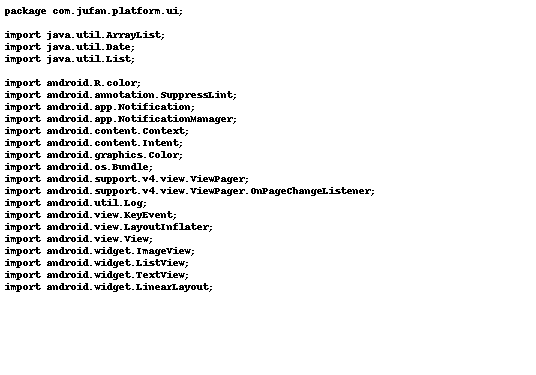 package com.jufan.platform.ui;
import java.util.ArrayList;
import java.util.Date;
import java.util.List;
import android.R.color;
import android.annotation.SuppressLint;
import android.app.Notification;
import android.app.NotificationManager;
import android.content.Context;
import android.content.Intent;
import android.graphics.Color;
import android.os.Bundle;
import android.support.v4.view.ViewPager;
import android.support.v4.view.ViewPager.OnPageChangeListener;
import android.util.Log;
import android.view.KeyEvent;
import android.view.LayoutInflater;
import android.view.View;
import android.widget.ImageView;
import android.widget.ListView;
import android.widget.TextView;
import android.widget.LinearLayout;